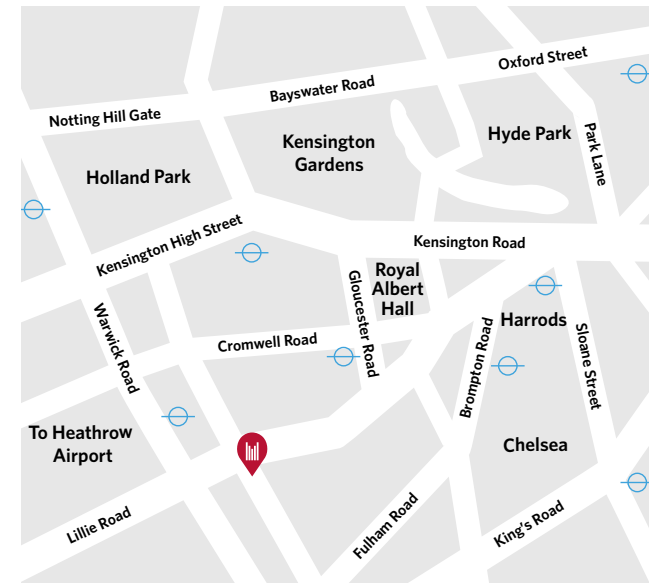 Oxford Street
Bayswater Road
Notting Hill Gate
Kensington
Gardens
Hyde Park
Park Lane
Holland Park
Kensington High Street
Kensington Road
Royal
Albert
Hall
Gloucester Road
Harrods
Warwick Road
Cromwell Road
Brompton Road
Sloane Street
To Heathrow
Airport
Chelsea
Lillie Road
Fulham Road
King's Road